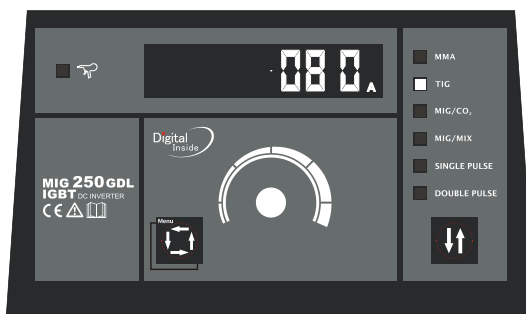 080 A
MMA
TIG
MIG/CO₂
MIG/MIX
SINGLE PULSE
DOUBLE PULSE
Digital
Inside
MIG 250 GDL
IGBT DC INVERTER
CE
Menu